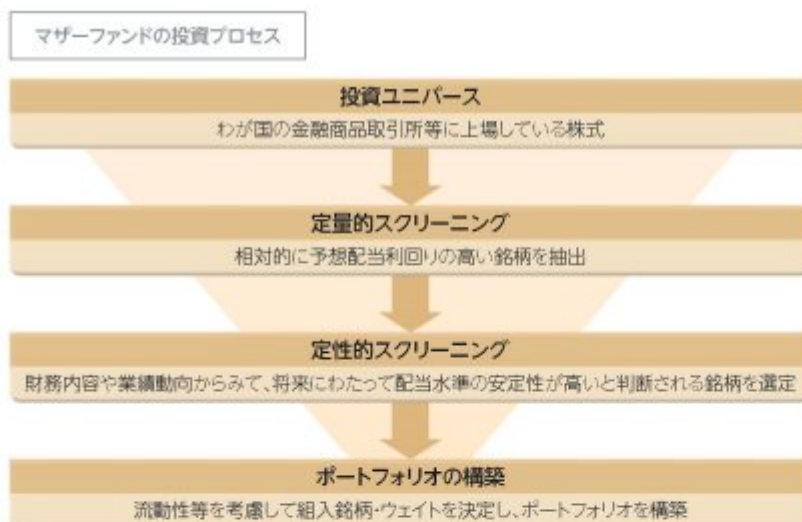 マザーファンドの投資プロセス
投資ユニバース
わが国の金融商品取引所等に上場している株式
定量的スクリーニング
相対的に予想配当利回りの高い銘柄を抽出
定性的スクリーニング
財務内容や業績動向からみて、将来にわたって配当水準の安定性が高いと判断される銘柄を選定
ポートフォリオの構築
流動性等を考慮して組入銘柄・ウェイトを決定し、ポートフォリオを構築